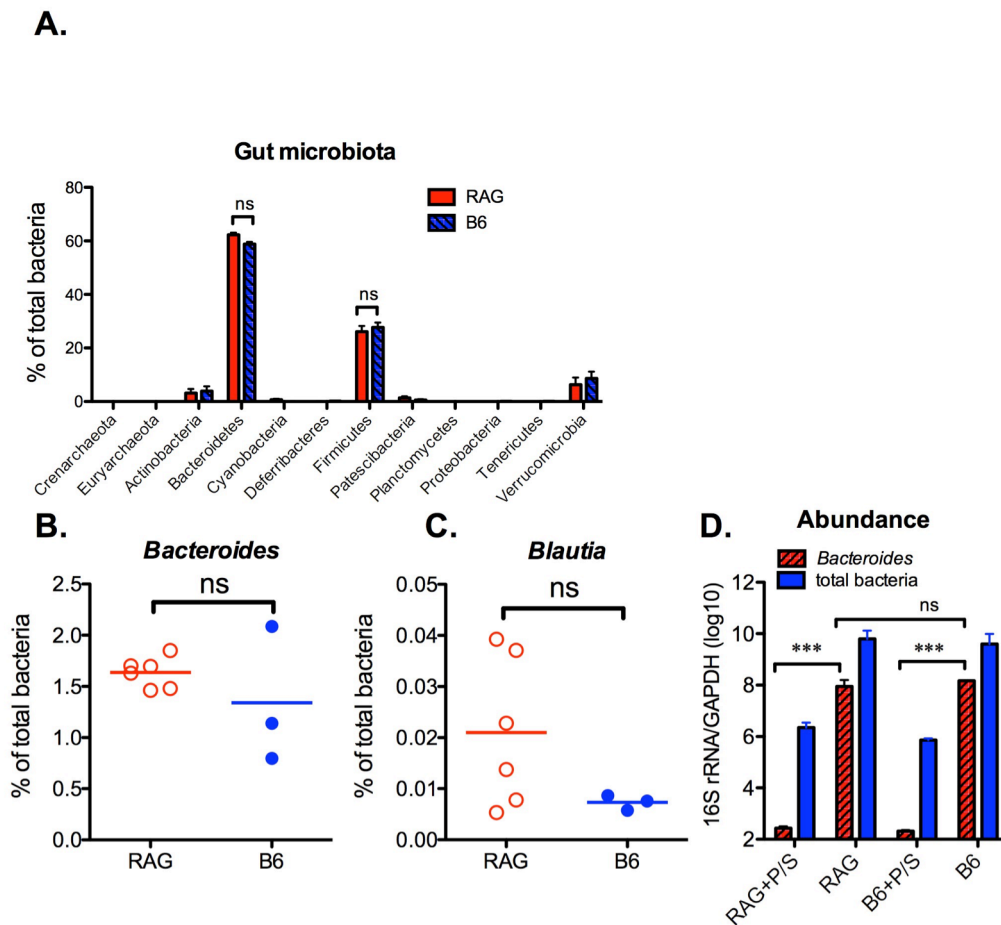 A.
Gut microbiota
RAG
B6
ns
ns
% of total bacteria
80
60
40
20
0
Crenarchaeota
Euryarchaeota
Actinobacteria
Bacteroidetes
Cyanobacteria
Deferribacteres
Firmicutes
Patescibacteria
Planctomycetes
Proteobacteria
Tenericutes
Verrucomicrobia
B.
Bacteroides
ns
% of total bacteria
2.5
2.0
1.5
1.0
0.5
0.0
RAG
B6
C.
Blautia
ns
% of total bacteria
0.05
0.04
0.03
0.02
0.01
0.00
RAG
B6
D.
Abundance
Bacteroides
total bacteria
ns
***
***
16S rRNA/GAPDH (log10)
12
10
8
6
4
2
RAG+P/S
RAG
B6+P/S
B6